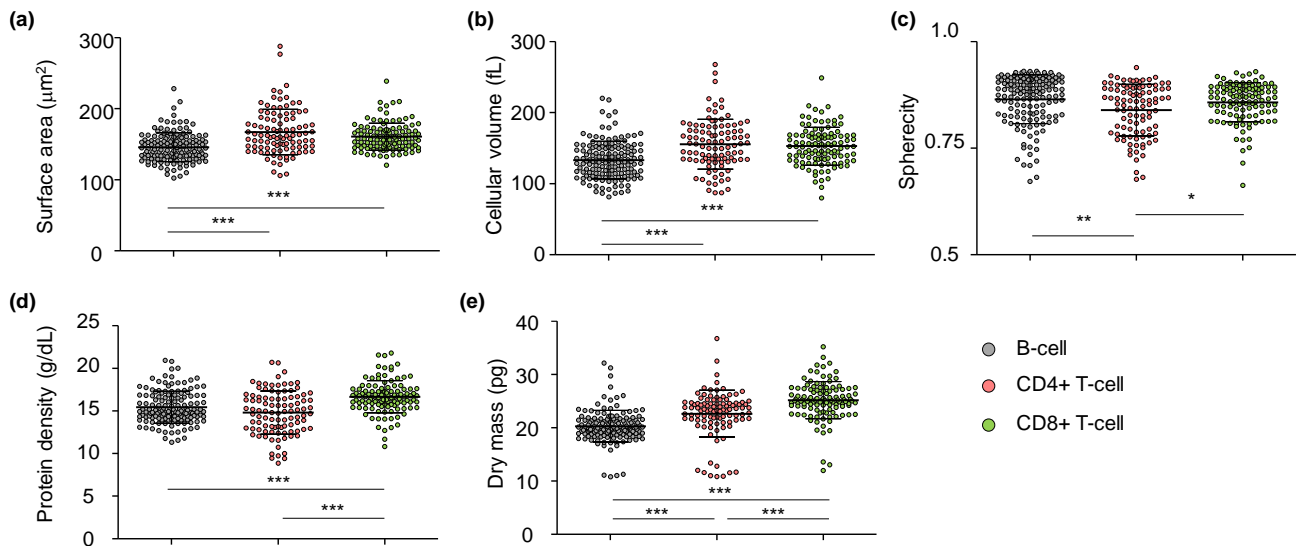 (a)
Surface area (μm²)
300
200
100
0
***
***
(b)
Cellular volume (fL)
300
200
100
0
***
***
(c)
Spherecity
1.0
0.75
0.5
*
**
(d)
Protein density (g/dL)
25
20
15
10
5
0
***
***
(e)
Dry mass (pg)
40
30
20
10
0
***
*** ***
B-cell
CD4+ T-cell
CD8+ T-cell